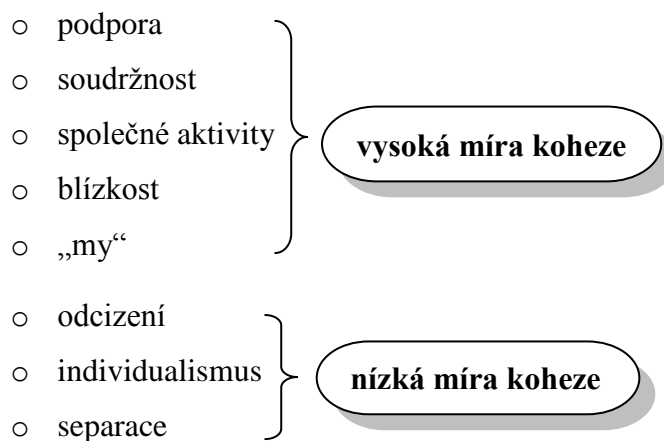 o podpora
o soudržnost
o společné aktivity
vysoká míra koheze
o blízkost
o „my“
o odcizení
o individualismus
nízká míra koheze
o separace